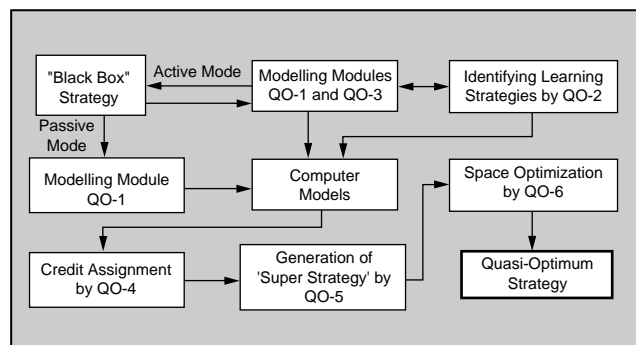 "Black Box"
Strategy
Active Mode
Modelling Modules
QO-1 and QO-3
Identifying Learning
Strategies by QO-2
Passive
Mode
Modelling Module
QO-1
Computer
Models
Space Optimization
by QO-6
Credit Assignment
by QO-4
Generation of
'Super Strategy' by
QO-5
Quasi-Optimum
Strategy